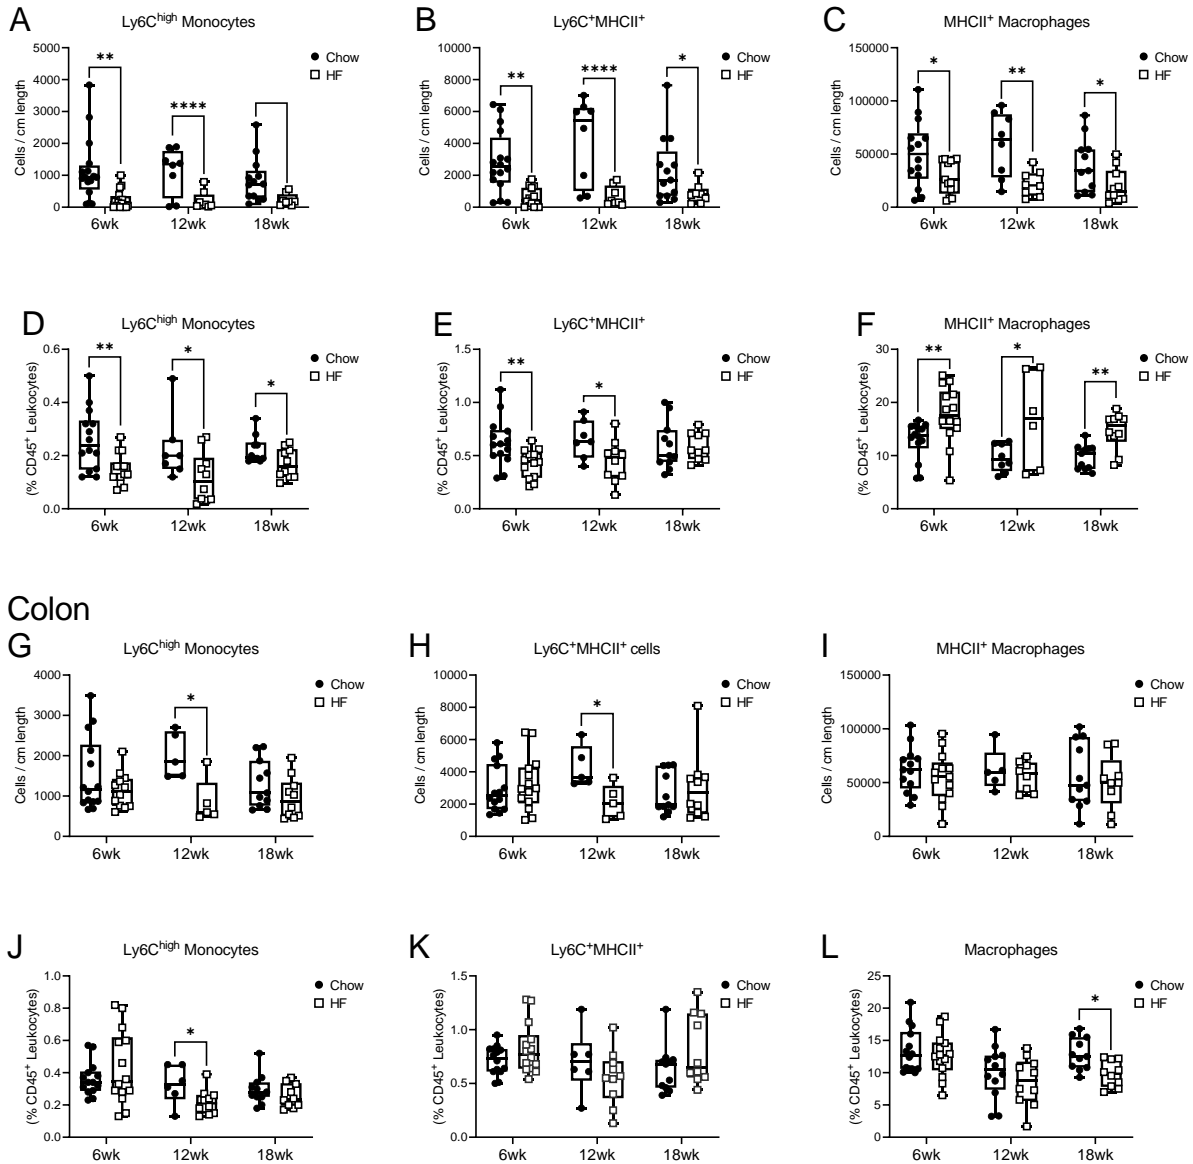 A Ly6Chigh Monocytes
Cells / cm length
5000
4000
3000
2000
1000
0
** **** 
6wk 12wk 18wk
Chow
HF
B Ly6C+MHCII+
Cells / cm length
10000
8000
6000
4000
2000
0
** **** *
6wk 12wk 18wk
Chow
HF
C MHCII+ Macrophages
Cells / cm length
150000
100000
50000
0
* ** *
6wk 12wk 18wk
Chow
HF
D Ly6Chigh Monocytes
(% CD45+ Leukocytes)
0.6
0.4
0.2
0.0
** * *
6wk 12wk 18wk
Chow
HF
E Ly6C+MHCII+
(% CD45+ Leukocytes)
1.5
1.0
0.5
0.0
** *
6wk 12wk 18wk
Chow
HF
F MHCII+ Macrophages
(% CD45+ Leukocytes)
30
20
10
0
** * **
6wk 12wk 18wk
Chow
HF
Colon
G Ly6Chigh Monocytes
Cells / cm length
4000
3000
2000
1000
0
*
6wk 12wk 18wk
Chow
HF
H Ly6C+MHCII+ cells
Cells / cm length
10000
8000
6000
4000
2000
0
*
6wk 12wk 18wk
Chow
HF
I MHCII+ Macrophages
Cells / cm length
150000
100000
50000
0
6wk 12wk 18wk
Chow
HF
J Ly6Chigh Monocytes
(% CD45+ Leukocytes)
1.0
0.8
0.6
0.4
0.2
0.0
*
6wk 12wk 18wk
Chow
HF
K Ly6C+MHCII+
(% CD45+ Leukocytes)
1.5
1.0
0.5
0.0
6wk 12wk 18wk
Chow
HF
L Macrophages
(% CD45+ Leukocytes)
25
20
15
10
5
0
*
6wk 12wk 18wk
Chow
HF